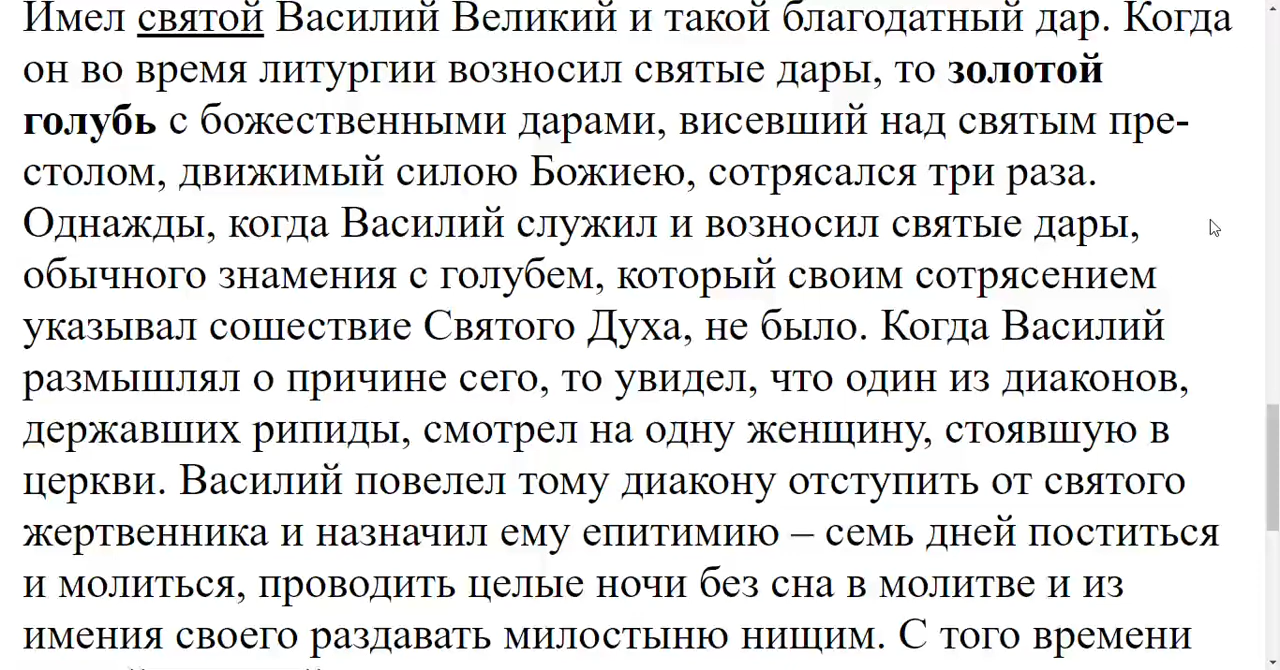 Имел святой Василий Великий и такой благодатный дар. Когда
он во время литургии возносил святые дары, то золотой
голубь с божественными дарами, висевший над святым пре-
столом, движимый силою Божиею, сотрясался три раза.
Однажды, когда Василий служил и возносил святые дары,
обычного знамения с голубем, который своим сотрясением
указывал сошествие Святого Духа, не было. Когда Василий
размышлял о причине сего, то увидел, что один из диаконов,
державших рипиды, смотрел на одну женщину, стоявшую в
церкви. Василий повелел тому диакону отступить от святого
жертвенника и назначил ему епитимию – семь дней поститься
и молиться, проводить целые ночи без сна в молитве и из
имения своего раздавать милостыню нищим. С того времени